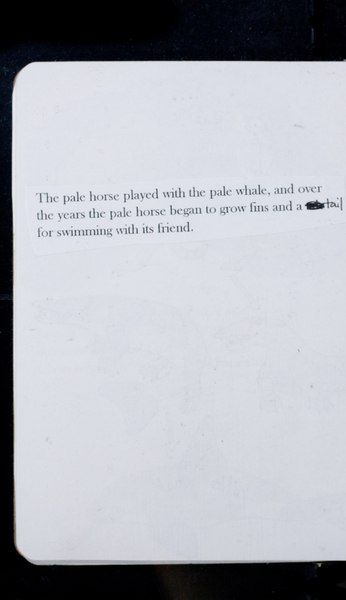 The pale horse played with the pale whale, and over
the years the pale horse began to grow fins and a tail
for swimming with its friend.